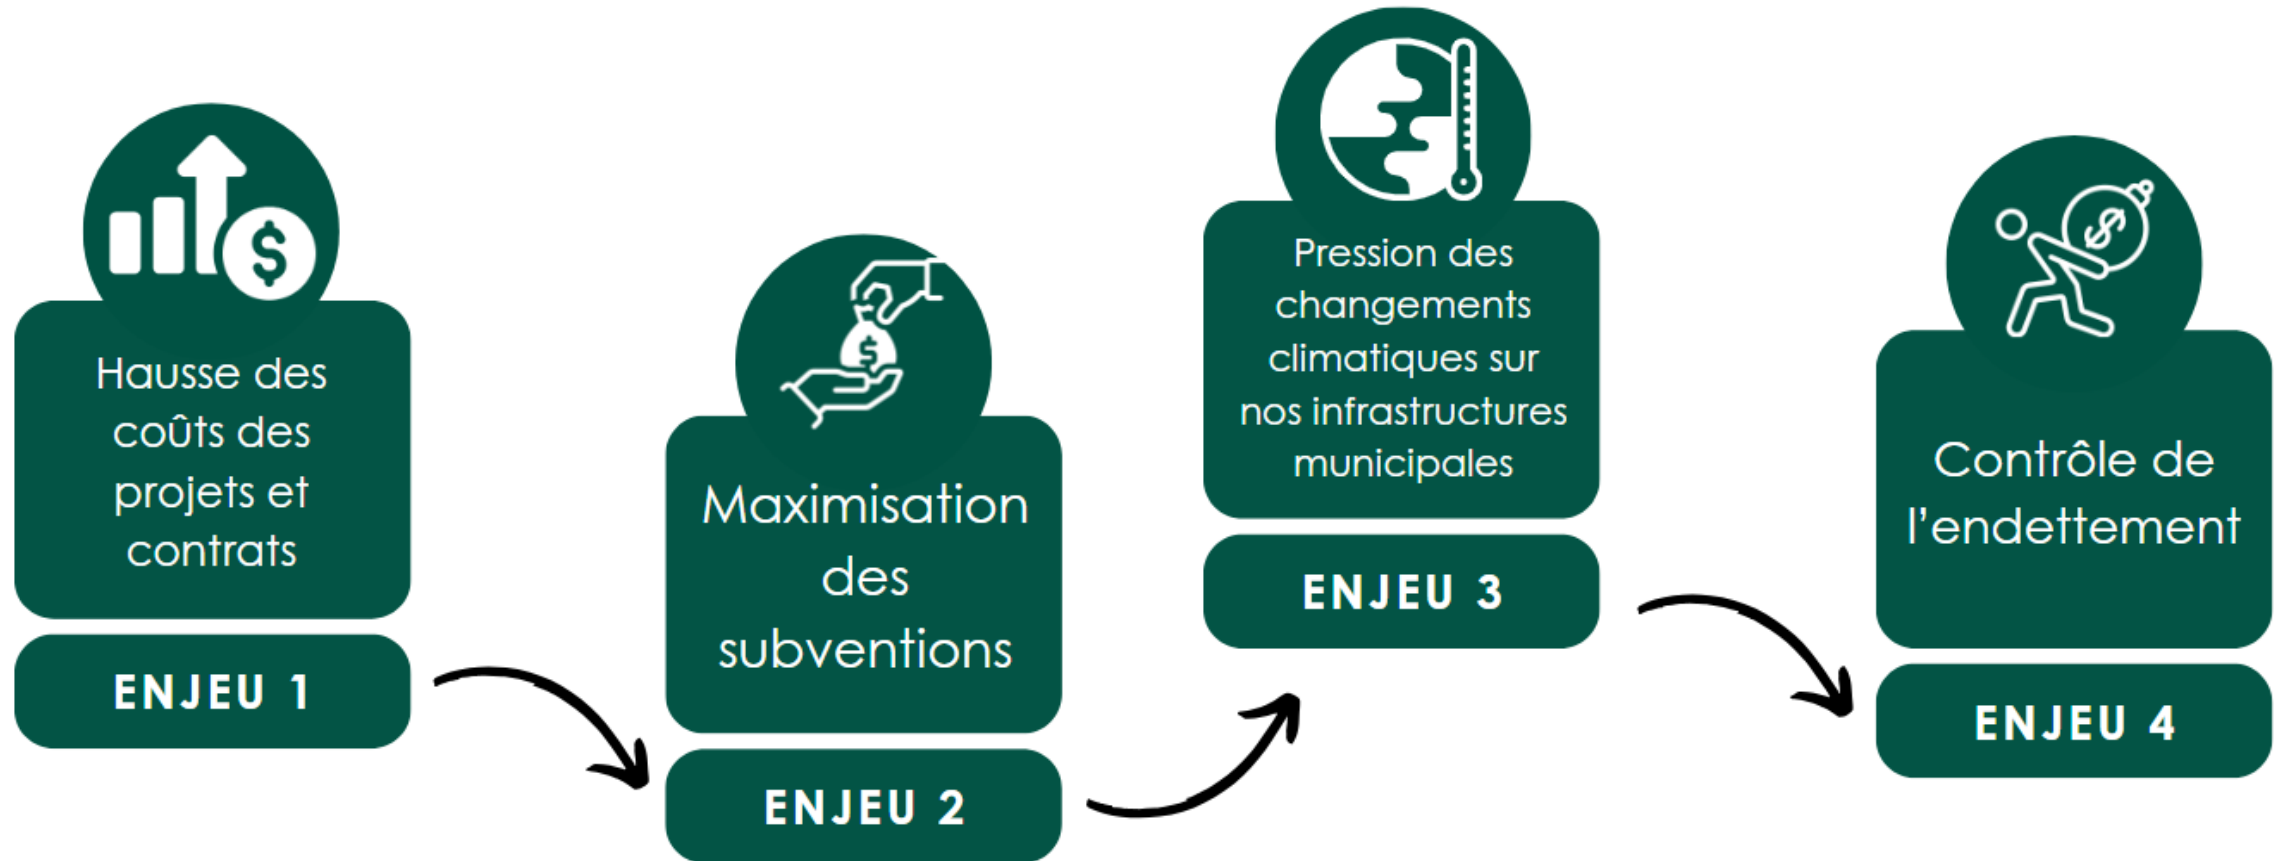 Hausse des
coûts des
projets et
contrats
ENJEU 1
Maximisation
des
subventions
ENJEU 2
Pression des
changements
climatiques sur
nos infrastructures
municipales
ENJEU 3
Contrôle de
l'endettement
ENJEU 4